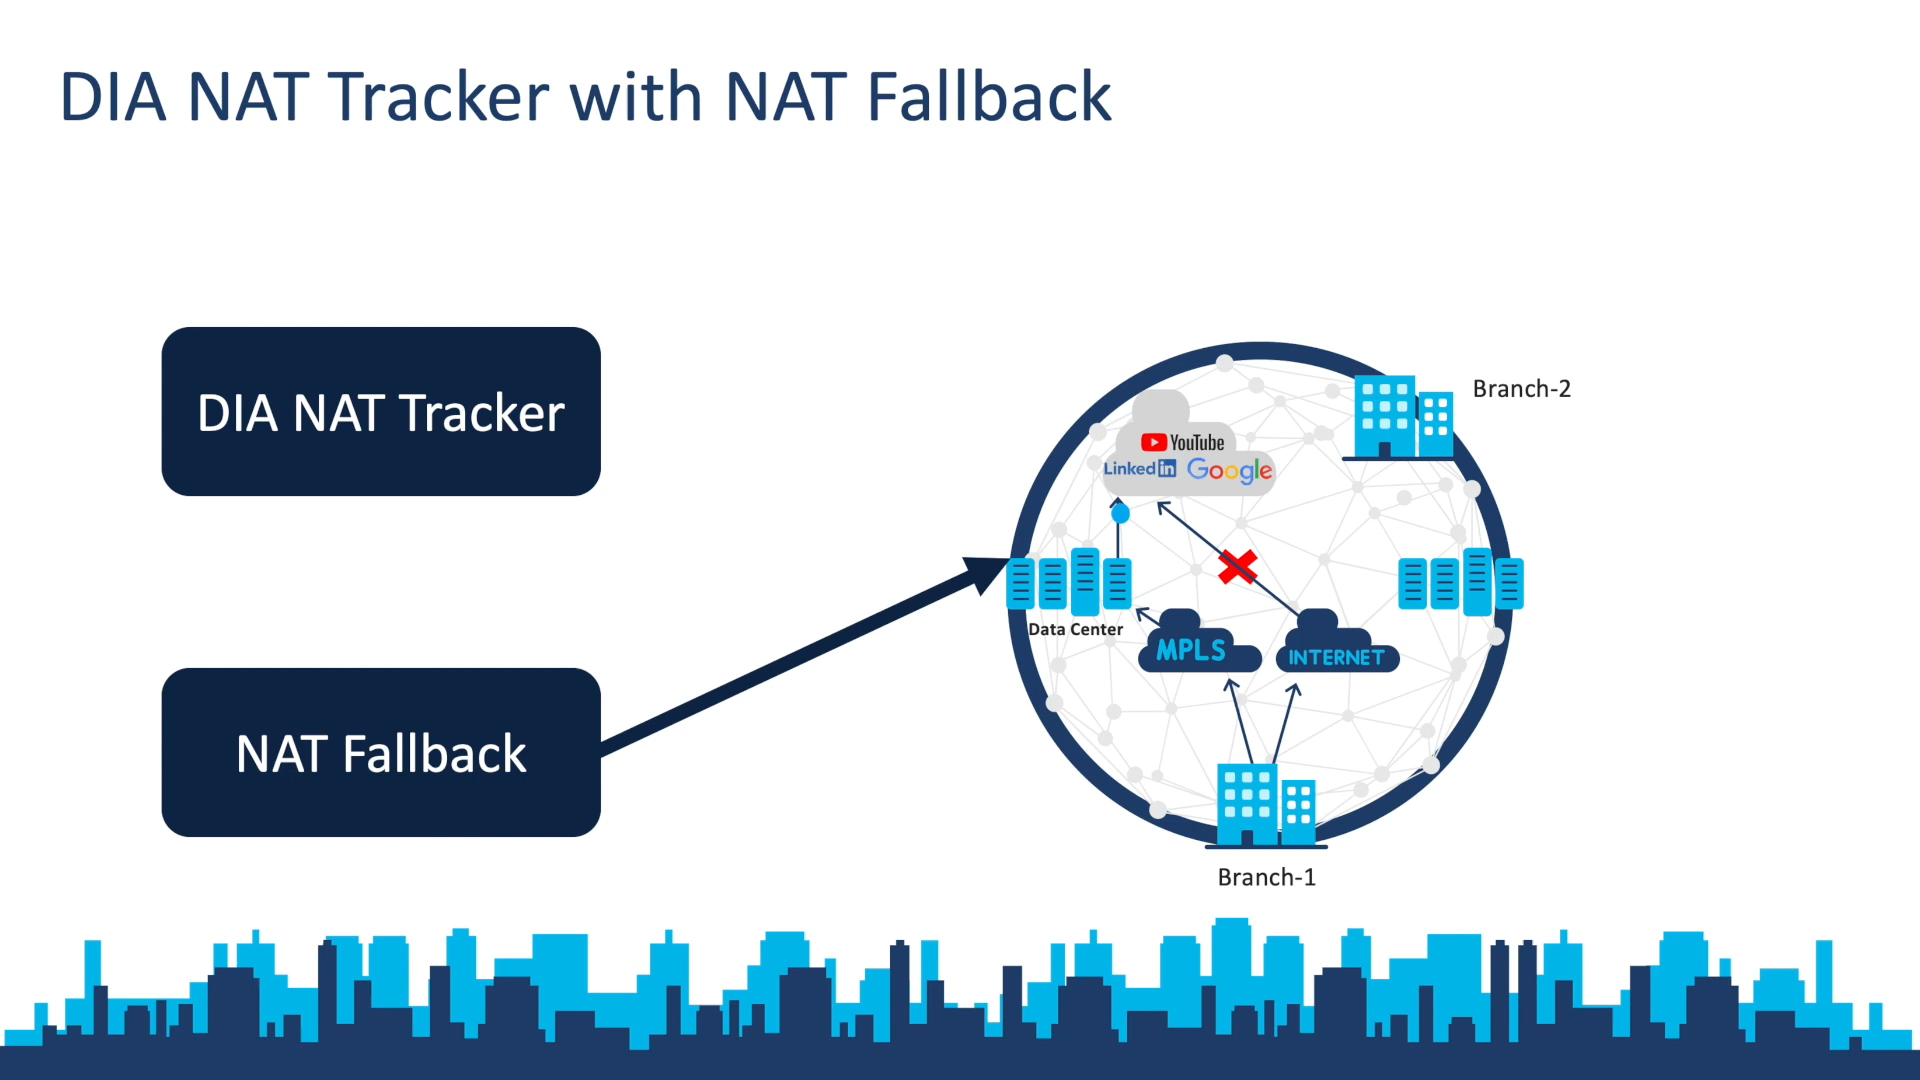 DIA NAT Tracker with NAT Fallback
DIA NAT Tracker
NAT Fallback
Branch-2
YouTube
Linked in Google
Data Center
MPLS
INTERNET
Branch-1